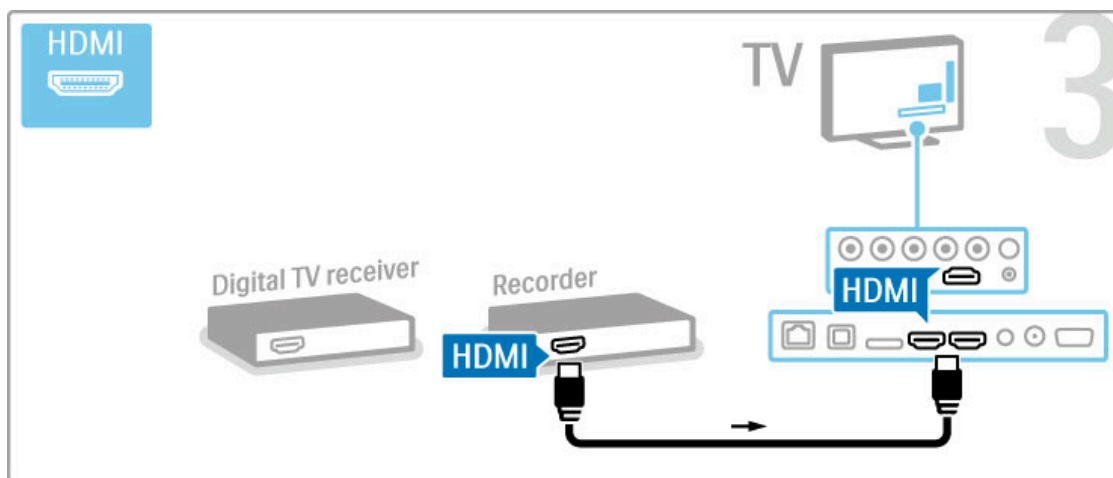 HDMI
TV
3
Digital TV receiver
Recorder
HDMI
HDMI